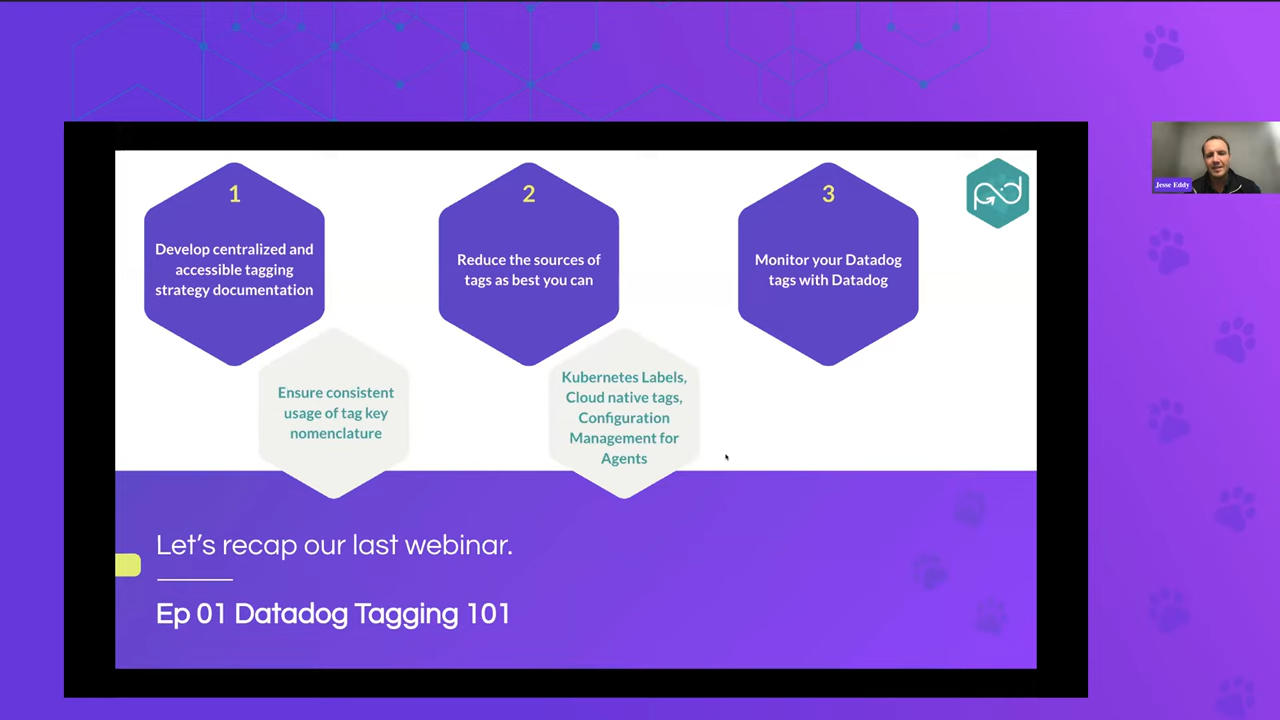 1
Develop centralized and
accessible tagging
strategy documentation
Ensure consistent
usage of tag key
nomenclature
2
Reduce the sources of
tags as best you can
Kubernetes Labels,
Cloud native tags,
Configuration
Management for
Agents
3
Monitor your Datadog
tags with Datadog
Let's recap our last webinar.
Ep 01 Datadog Tagging 101
Jesse Eddy